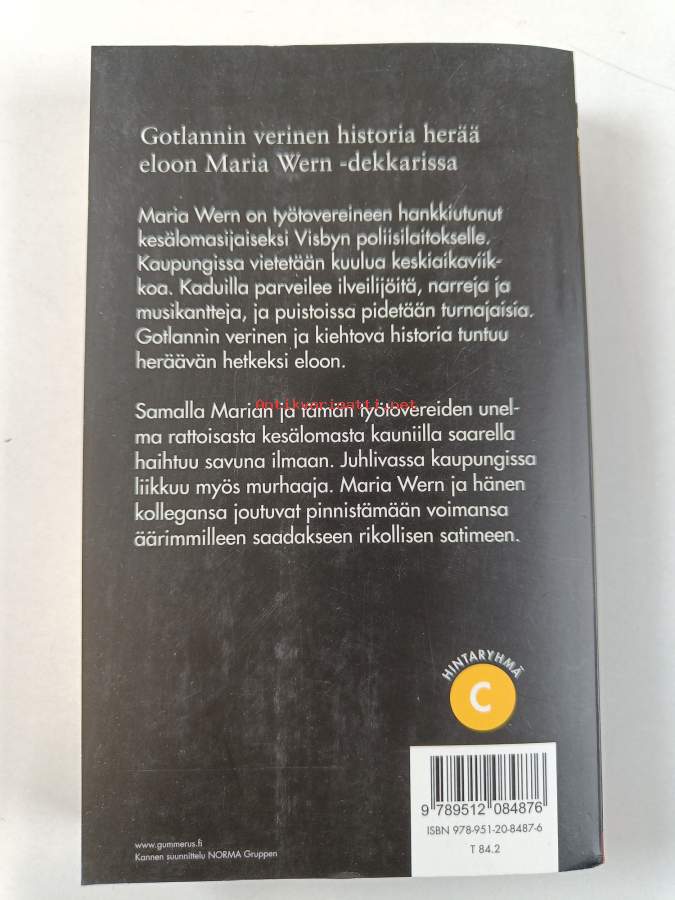 Gotlannin verinen historia herää
eloon Maria Wern -dekkarissa
Maria Wern on työtovereineen hankkiutunut
kesälomasijaiseksi Visbyn poliisilaitokselle.
Kaupungissa vietetään kuulua keskiaikaviik-
koa. Kaduilla parveilee ilveilijöitä, narreja ja
musikantteja, ja puistoissa pidetään turnajaisia.
Gotlannin verinen ja kiehtova historia tuntuu
heräävän hetkeksi eloon.
Antikvariaatti.net
Samalla Marian ja tämän työtovereiden unel-
ma rattoisasta kesälomasta kauniilla saarella
haihtuu savuna ilmaan. Juhlivassa kaupungissa
liikkuu myös murhaaja. Maria Wern ja hänen
kollegansa joutuvat pinnistämään voimansa
äärimmilleen saadakseen rikollisen satimeen.
HINTARYHMÄ
C
9 789512 084876
ISBN 978-951-20-8487-6
T 84.2
www.gummerus.fi
Kannen suunnittelu NORMA Gruppen